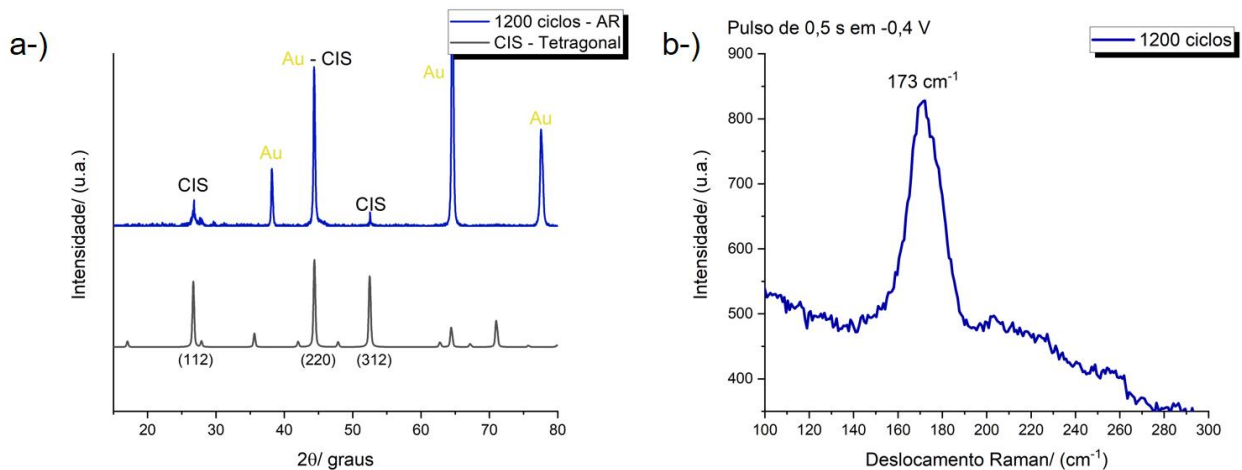 a-)
1200 ciclos - AR
CIS - Tetragonal
Au - CIS
Au
Au
Au
CIS
CIS
(112)
(220)
(312)
Intensidade/ (u.a.)
20
30
40
50
60
70
80
2θ/ graus
b-)
Pulso de 0,5 s em -0,4 V
1200 ciclos
173 cm⁻¹
900
800
700
600
500
400
Intensidade/ (u.a.)
100
120
140
160
180
200
220
240
260
280
300
Deslocamento Raman/ (cm⁻¹)